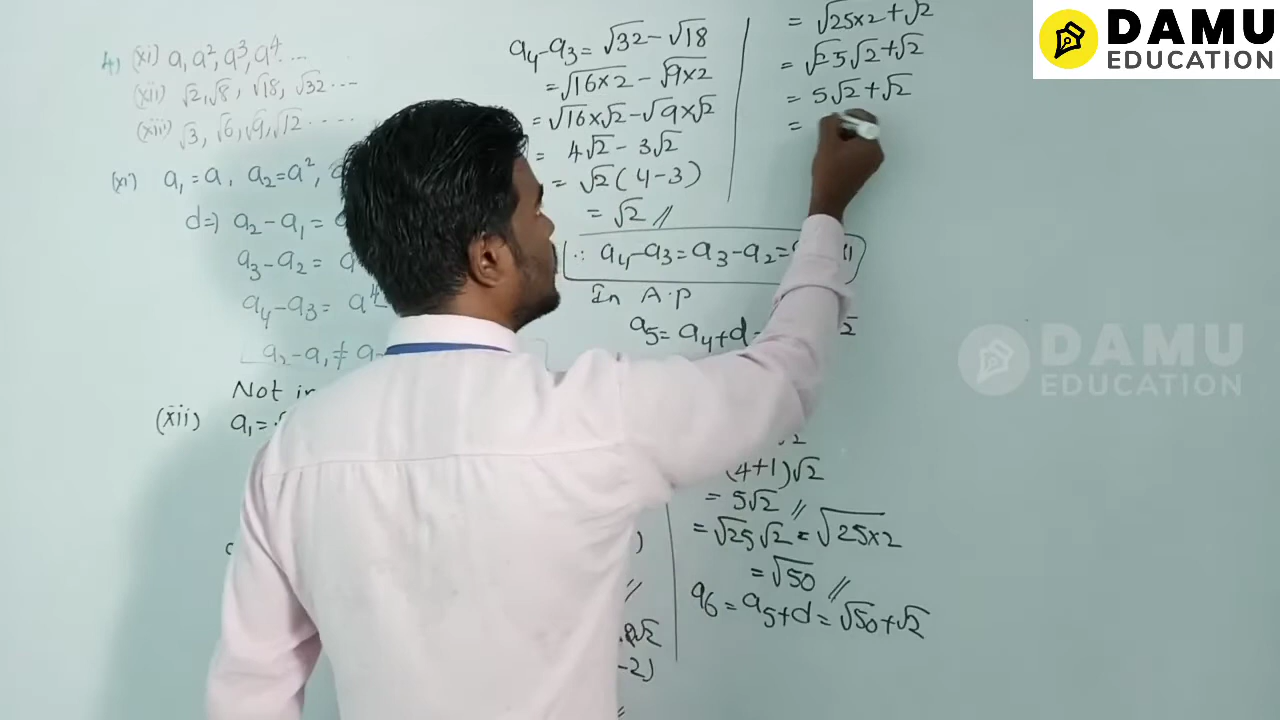 4) (xi) a, a², a³, a⁴ ...
(xii) √2, √8, √18, √32 ...
(xiii) √3, √6, √9, √12 ....
(xi) a₁ = a, a₂ = a²,
d⇒ a₂ - a₁ =
a₃ - a₂ =
a₄ - a₃ = a⁴
a₂ - a₁ ≠
Not in
(xii) a₁ =
a₄ - a₃ = √32 - √18
= √16×2 - √9×2
= √16×√2 - √9×√2
= 4√2 - 3√2
= √2 (4-3)
= √2 //
∴ a₄ - a₃ = a₃ - a₂ =
In A.P
a₅ = a₄ + d =
(4+1)√2
= 5√2 //
= √25√2 = √25×2
= √50 //
a₆ = a₅ + d = √50 + √2
= √25×2 + √2
= √25√2 + √2
= 5√2 + √2
=
DAMU
EDUCATION
DAMU
EDUCATION